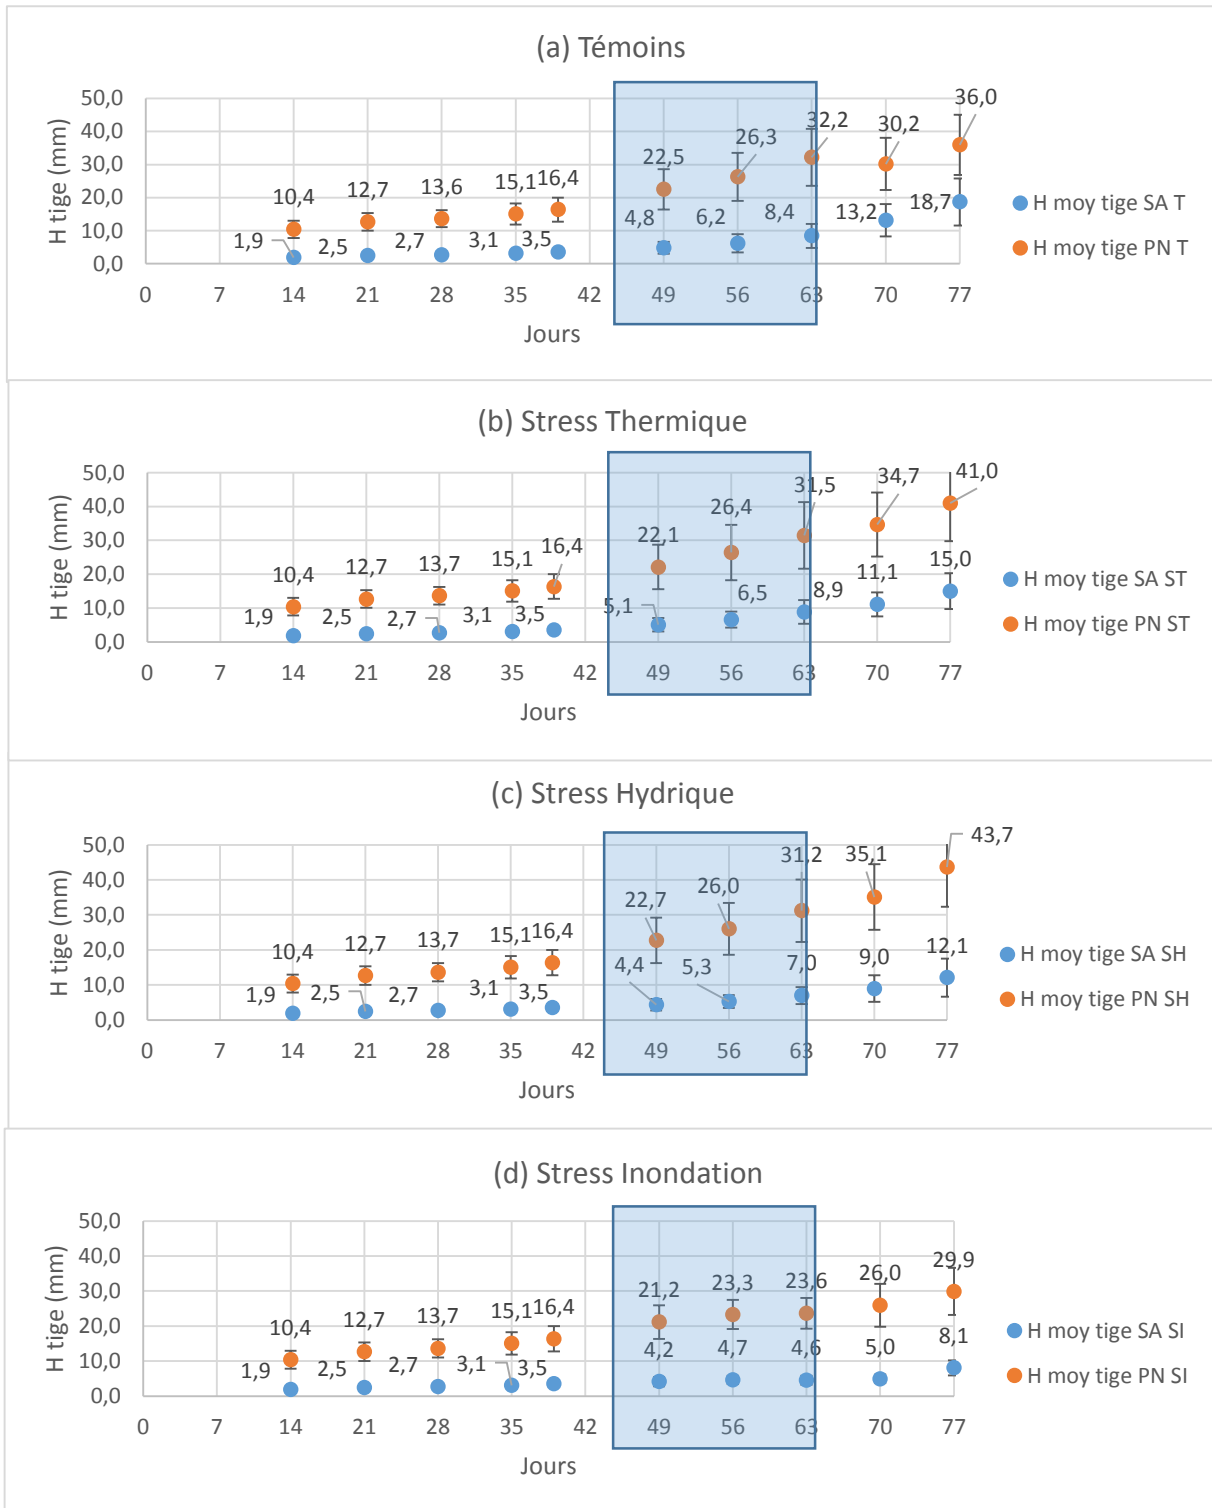 (a) Témoins
H tige (mm)
50,0
40,0
30,0
20,0
10,0
0,0
10,4 12,7 13,6 15,1 16,4 22,5 26,3 32,2 30,2 36,0
1,9 2,5 2,7 3,1 3,5 4,8 6,2 8,4 13,2 18,7
0 7 14 21 28 35 42 49 56 63 70 77
Jours
H moy tige SA T
H moy tige PN T
(b) Stress Thermique
H tige (mm)
50,0
40,0
30,0
20,0
10,0
0,0
10,4 12,7 13,7 15,1 16,4 22,1 26,4 31,5 34,7 41,0
1,9 2,5 2,7 3,1 3,5 5,1 6,5 8,9 11,1 15,0
0 7 14 21 28 35 42 49 56 63 70 77
Jours
H moy tige SA ST
H moy tige PN ST
(c) Stress Hydrique
H tige (mm)
50,0
40,0
30,0
20,0
10,0
0,0
10,4 12,7 13,7 15,1 16,4 22,7 26,0 31,2 35,1 43,7
1,9 2,5 2,7 3,1 3,5 4,4 5,3 7,0 9,0 12,1
0 7 14 21 28 35 42 49 56 63 70 77
Jours
H moy tige SA SH
H moy tige PN SH
(d) Stress Inondation
H tige (mm)
50,0
40,0
30,0
20,0
10,0
0,0
10,4 12,7 13,7 15,1 16,4 21,2 23,3 23,6 26,0 29,9
1,9 2,5 2,7 3,1 3,5 4,2 4,7 4,6 5,0 8,1
0 7 14 21 28 35 42 49 56 63 70 77
Jours
H moy tige SA SI
H moy tige PN SI